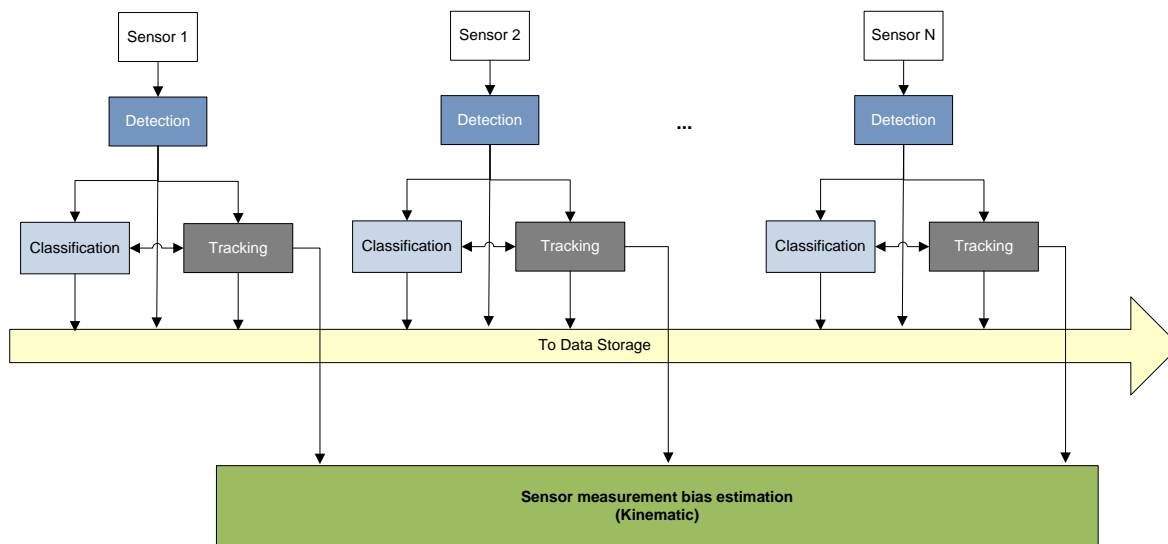 Sensor 1
Sensor 2
Sensor N
Detection
Detection
...
Detection
Classification
Tracking
Classification
Tracking
Classification
Tracking
To Data Storage
Sensor measurement bias estimation
(Kinematic)